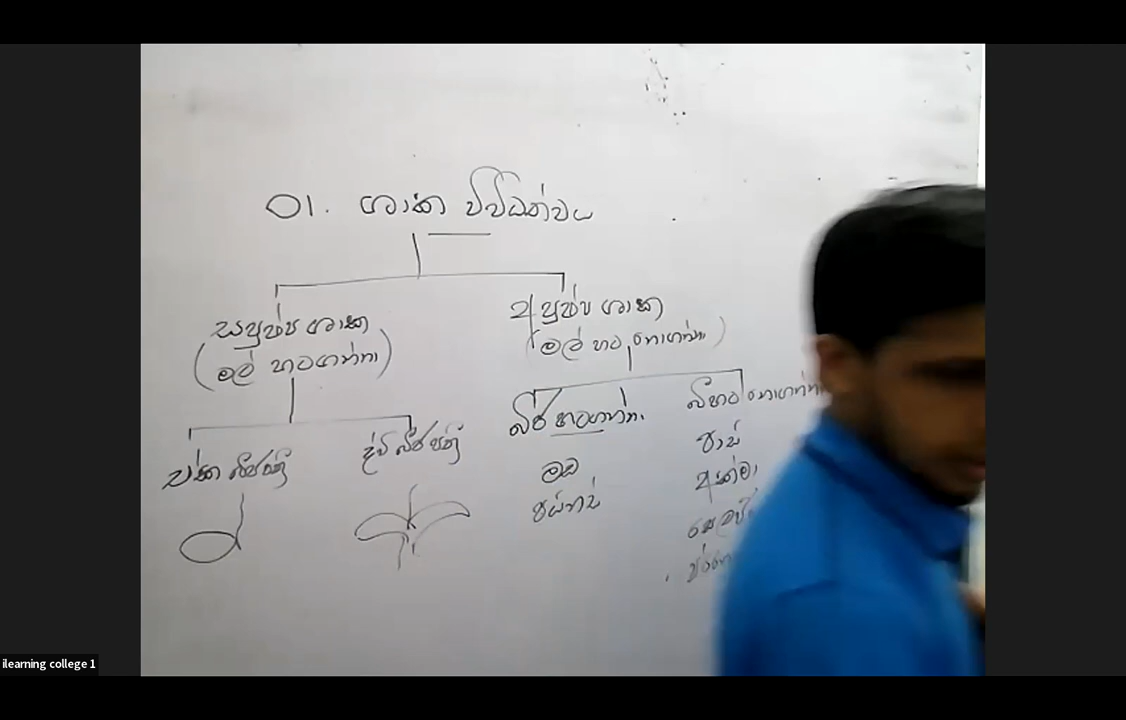 01. ශාක විවිධත්වය
සපුෂ්ප ශාක
(මල් හටගන්නා)
අපුෂ්ප ශාක
(මල් හට නොගන්නා)
ඒක බීජපත්‍රී
ද්වි බීජපත්‍රී
බීජ හටගන්නා
මඩු
පයිනස්
බීජ හට නොගන්නා
පාසි
අක්මා
ilearning college 1